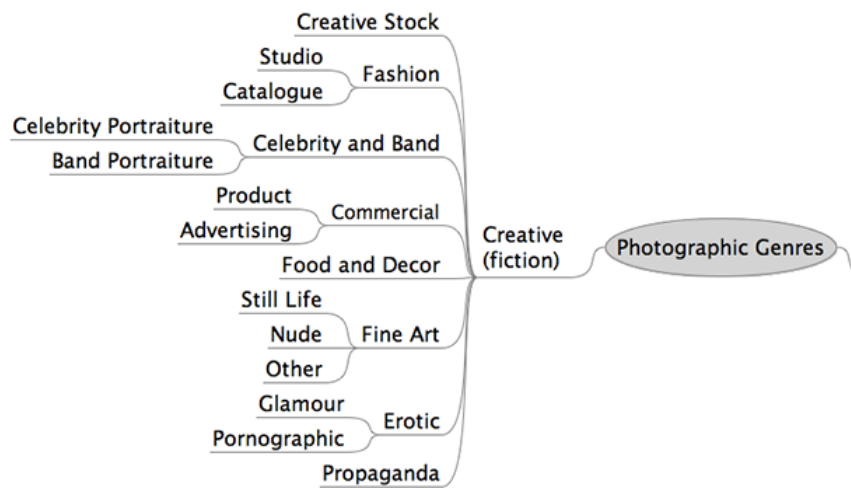 Creative Stock
Studio
Fashion
Catalogue
Celebrity Portraiture
Celebrity and Band
Band Portraiture
Product
Commercial
Advertising
Creative
(fiction)
Photographic Genres
Food and Decor
Still Life
Nude
Fine Art
Other
Glamour
Erotic
Pornographic
Propaganda